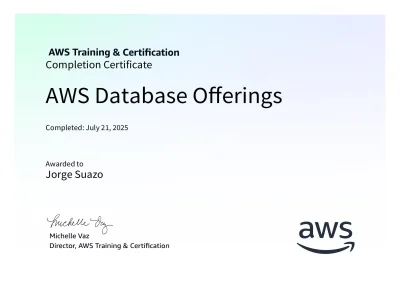 AWS Training & Certification
Completion Certificate
AWS Database Offerings
Completed: July 21, 2025
Awarded to
Jorge Suazo
Michelle Vaz
Michelle Vaz
Director, AWS Training & Certification
aws